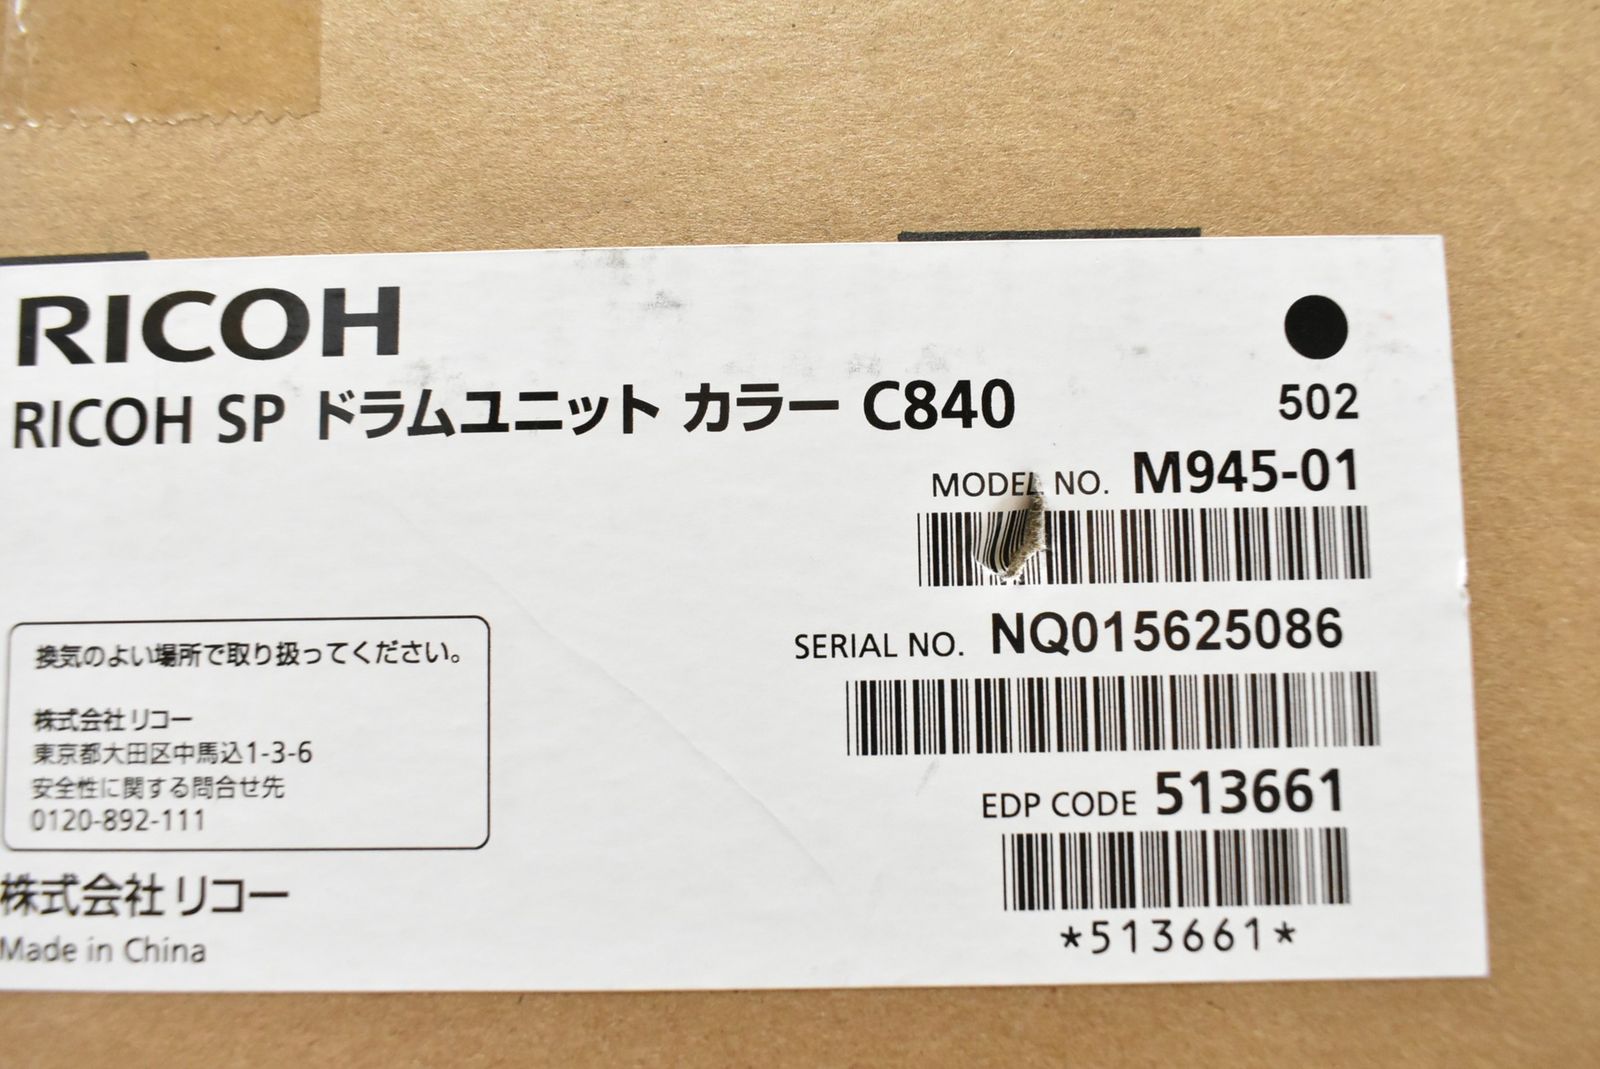 RICOH
RICOH SP ドラムユニット カラー C840
502
MODEL NO. M945-01
SERIAL NO. NQ015625086
EDP CODE 513661
*513661*
換気のよい場所で取り扱ってください。
株式会社 リコー
東京都大田区中馬込1-3-6
安全性に関する問合せ先
0120-892-111
株式会社 リコー
Made in China